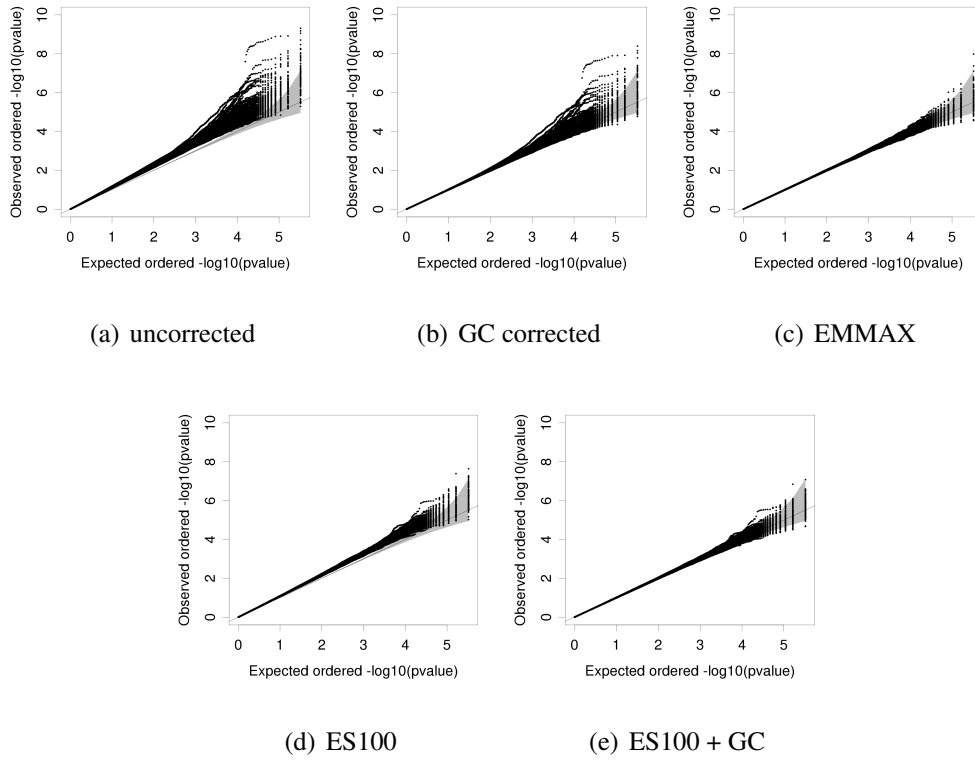 Observed ordered -log10(pvalue)
10
8
6
4
2
0
0 1 2 3 4 5
Expected ordered -log10(pvalue)
(a) uncorrected
Observed ordered -log10(pvalue)
10
8
6
4
2
0
0 1 2 3 4 5
Expected ordered -log10(pvalue)
(b) GC corrected
Observed ordered -log10(pvalue)
10
8
6
4
2
0
0 1 2 3 4 5
Expected ordered -log10(pvalue)
(c) EMMAX
Observed ordered -log10(pvalue)
10
8
6
4
2
0
0 1 2 3 4 5
Expected ordered -log10(pvalue)
(d) ES100
Observed ordered -log10(pvalue)
10
8
6
4
2
0
0 1 2 3 4 5
Expected ordered -log10(pvalue)
(e) ES100 + GC